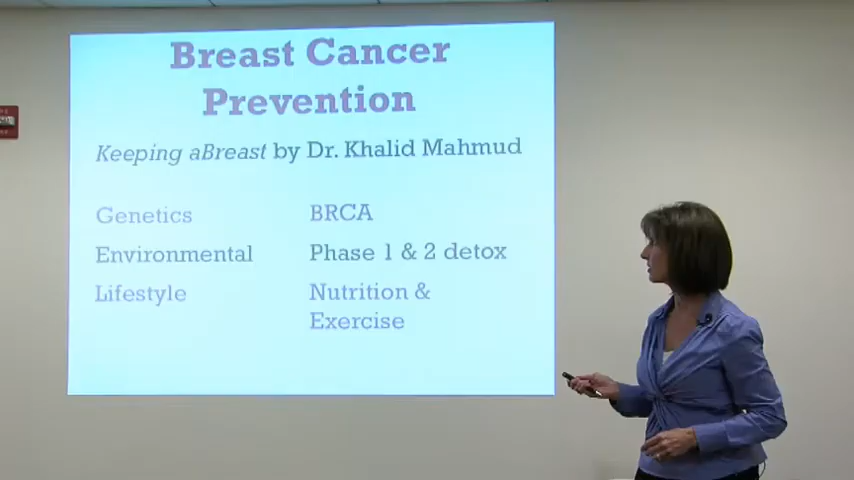 Breast Cancer
Prevention
Keeping aBreast by Dr. Khalid Mahmud
Genetics BRCA
Environmental Phase 1 & 2 detox
Lifestyle Nutrition &
Exercise